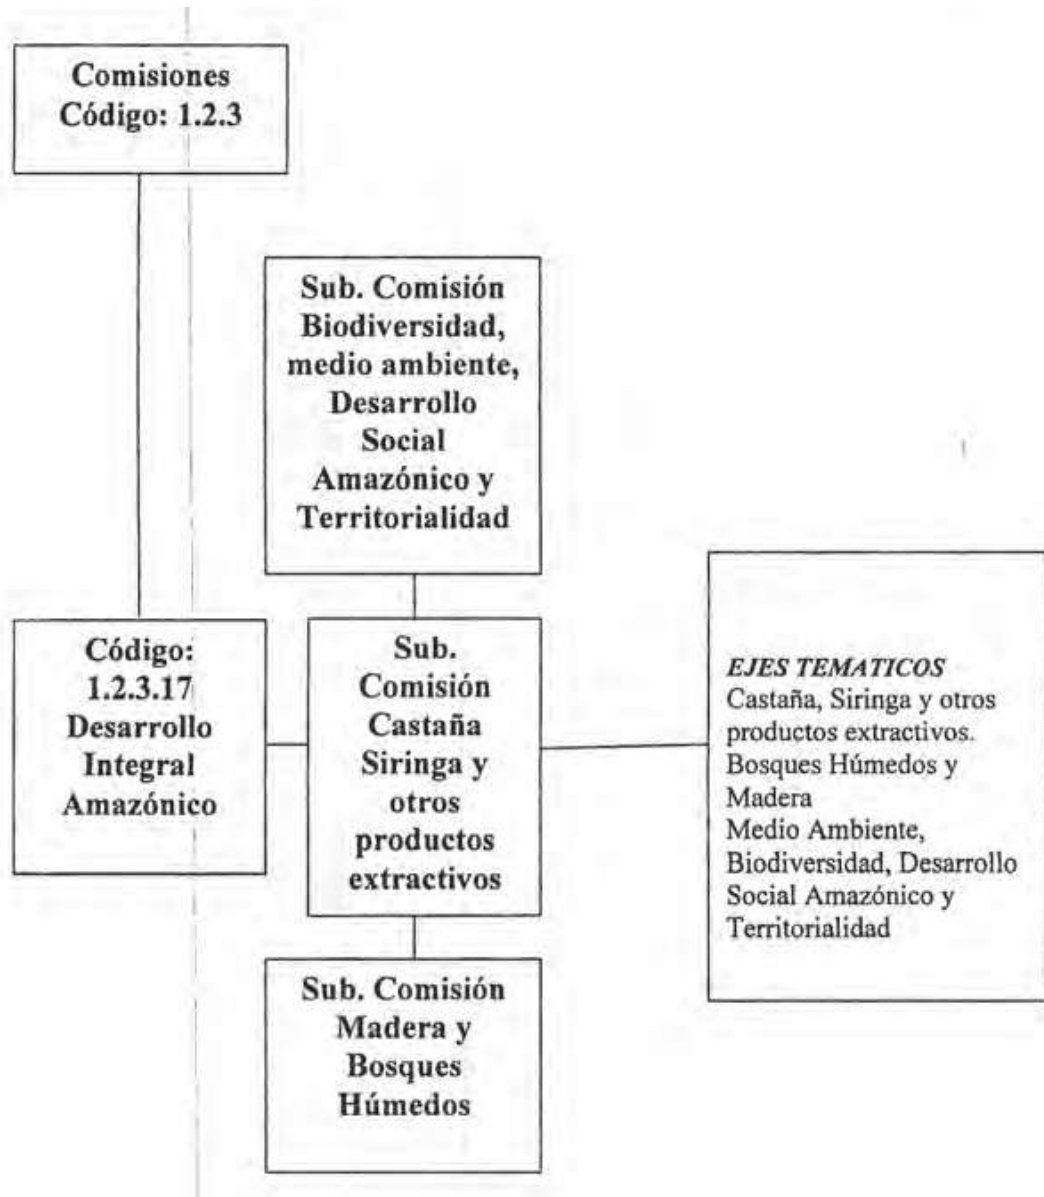 Comisiones
Código: 1.2.3
Sub. Comisión
Biodiversidad,
medio ambiente,
Desarrollo
Social
Amazónico y
Territorialidad
Código:
1.2.3.17
Desarrollo
Integral
Amazónico
Sub.
Comisión
Castaña
Siringa y
otros
productos
extractivos
EJES TEMATICOS
Castaña, Siringa y otros
productos extractivos.
Bosques Húmedos y
Madera
Medio Ambiente,
Biodiversidad, Desarrollo
Social Amazónico y
Territorialidad
Sub. Comisión
Madera y
Bosques
Húmedos